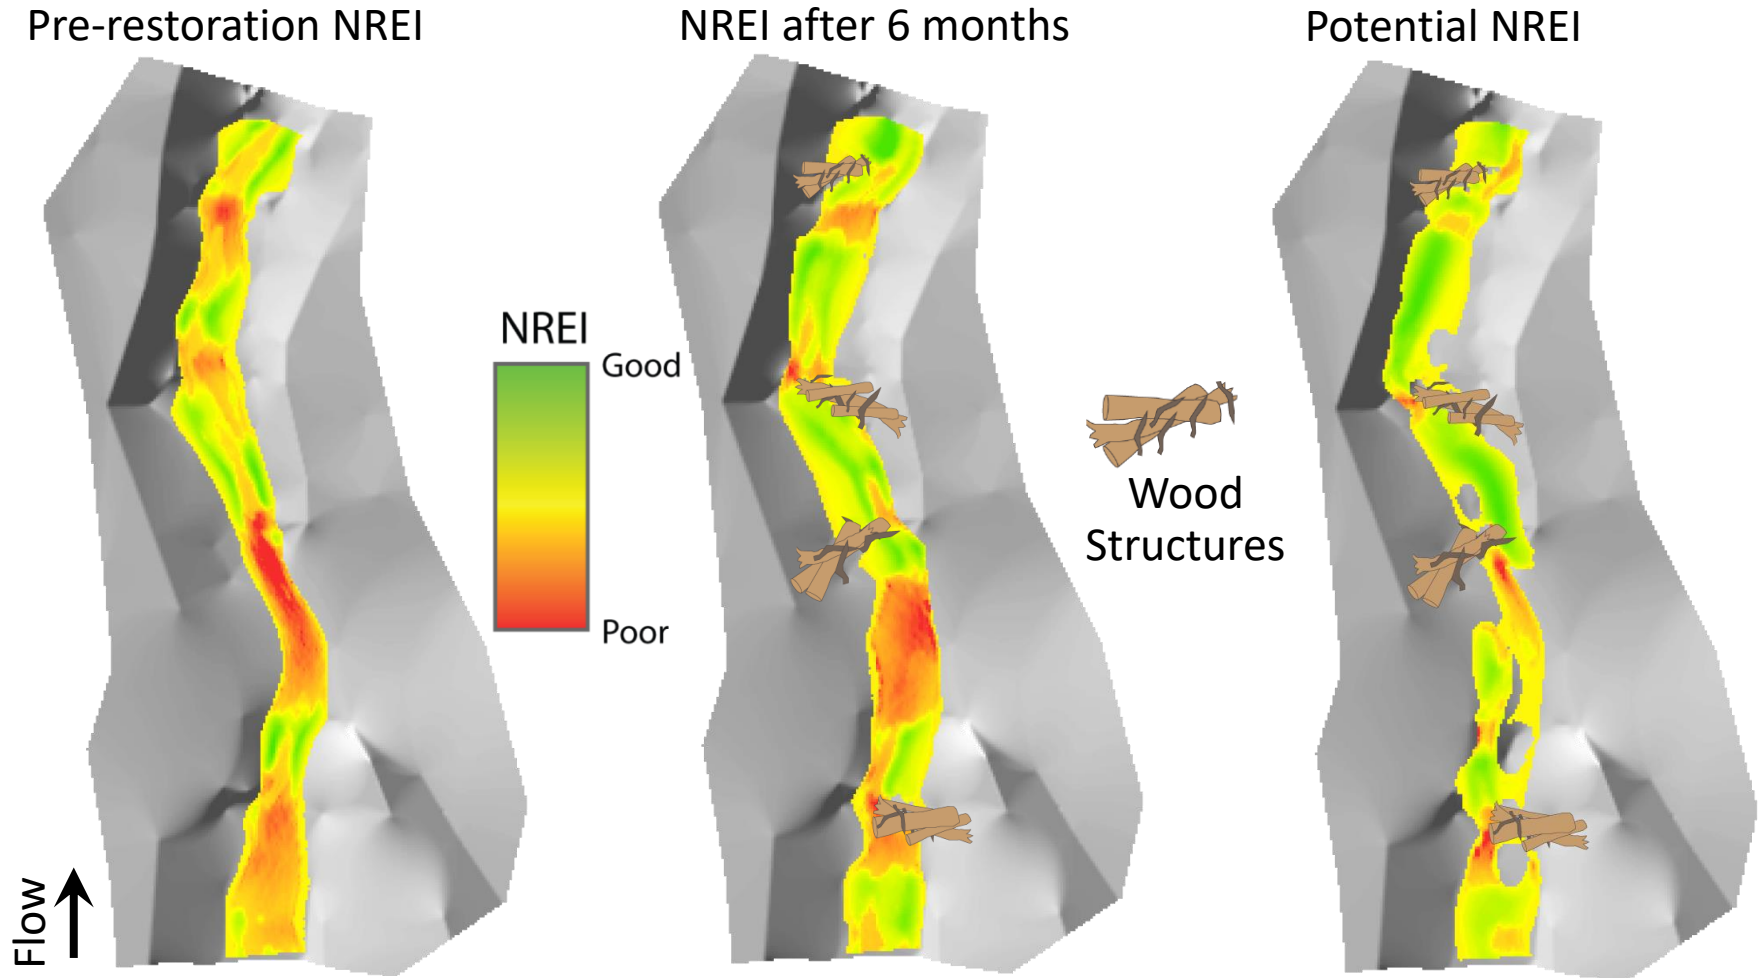 Pre-restoration NREI
NREI after 6 months
Potential NREI
NREI
Good
Poor
Wood
Structures
Flow